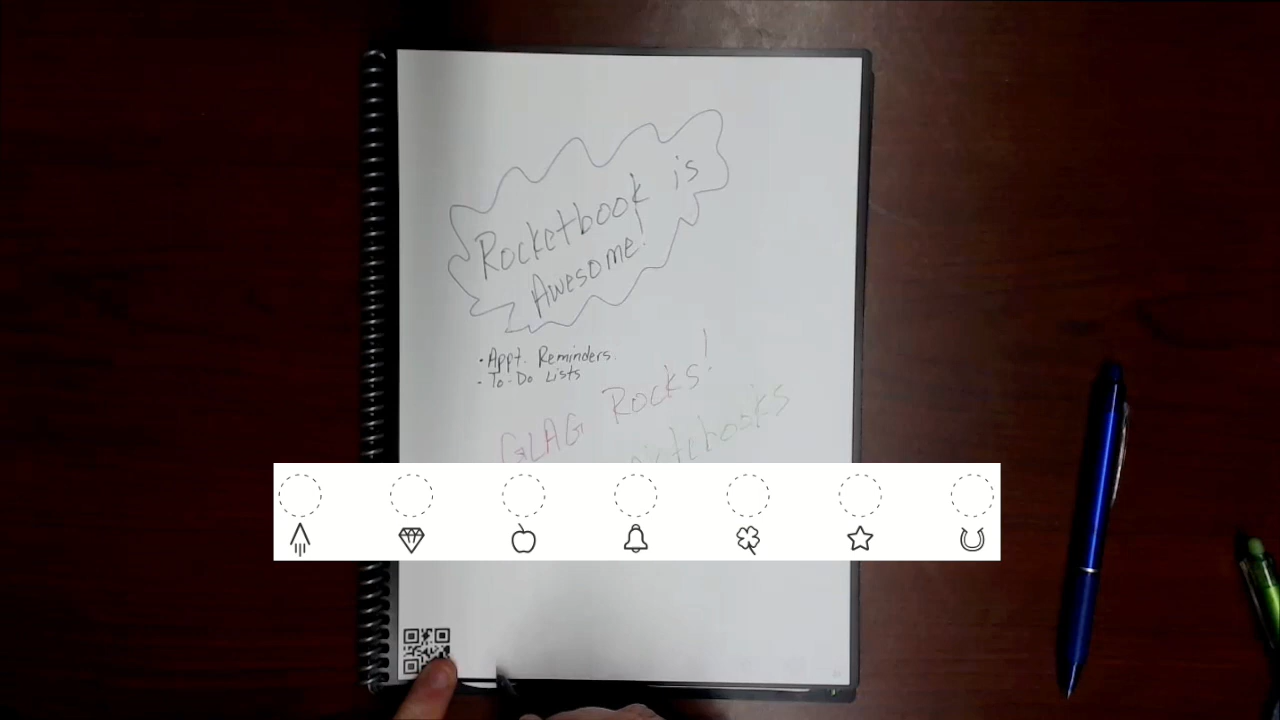 Rocketbook is
Awesome!
• Appt. Reminders
• To-Do Lists
GLAG Rocks!